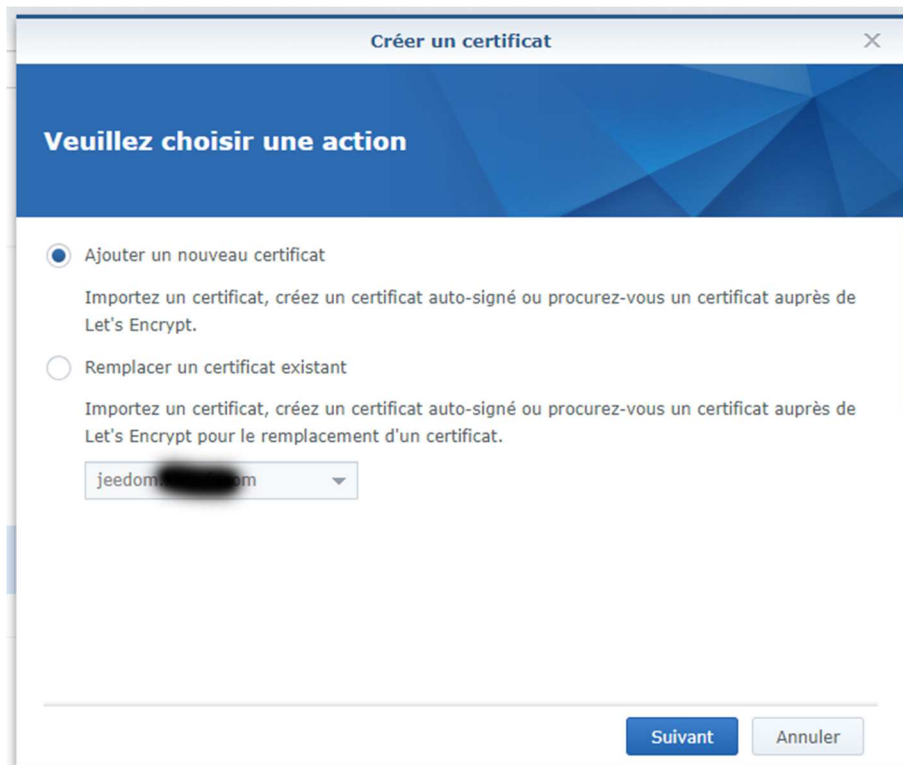 Créer un certificat
Veuillez choisir une action
Ajouter un nouveau certificat
Importez un certificat, créez un certificat auto-signé ou procurez-vous un certificat auprès de
Let's Encrypt.
Remplacer un certificat existant
Importez un certificat, créez un certificat auto-signé ou procurez-vous un certificat auprès de
Let's Encrypt pour le remplacement d'un certificat.
jeedom om
Suivant Annuler